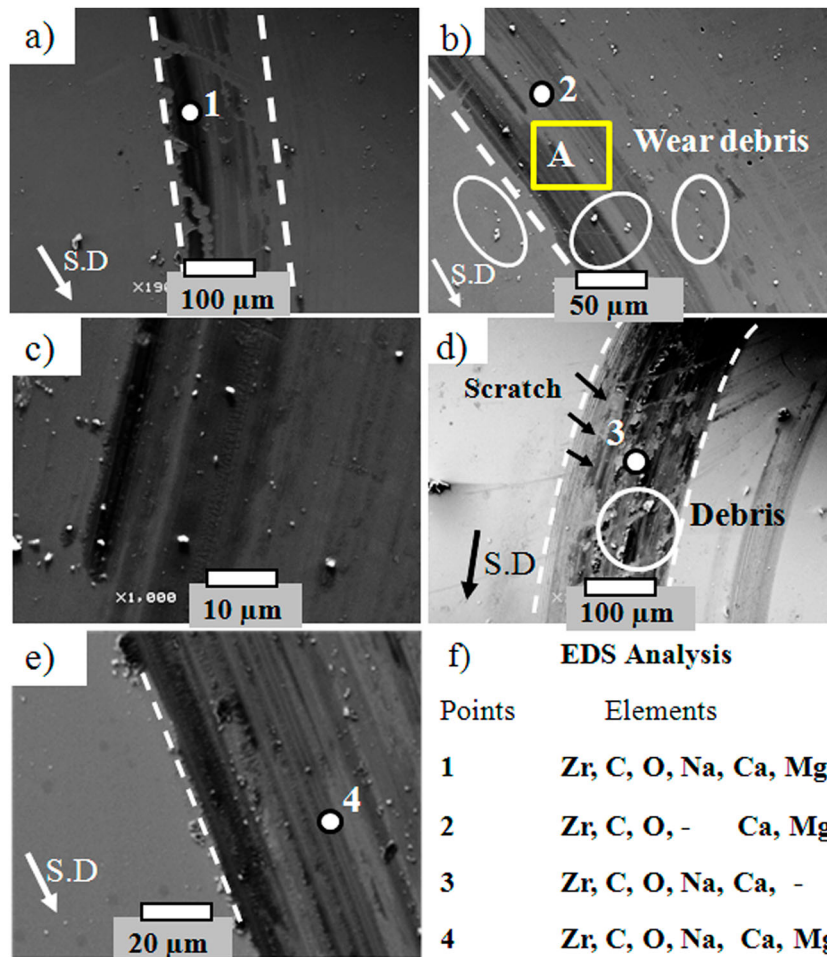 a)
1
S.D
X190
100 µm
b)
2
A
Wear debris
S.D
50 µm
c)
X1,000
10 µm
d)
Scratch
3
Debris
S.D
100 µm
e)
4
S.D
20 µm
f) EDS Analysis
Points Elements
1 Zr, C, O, Na, Ca, Mg
2 Zr, C, O, - Ca, Mg
3 Zr, C, O, Na, Ca, -
4 Zr, C, O, Na, Ca, Mg